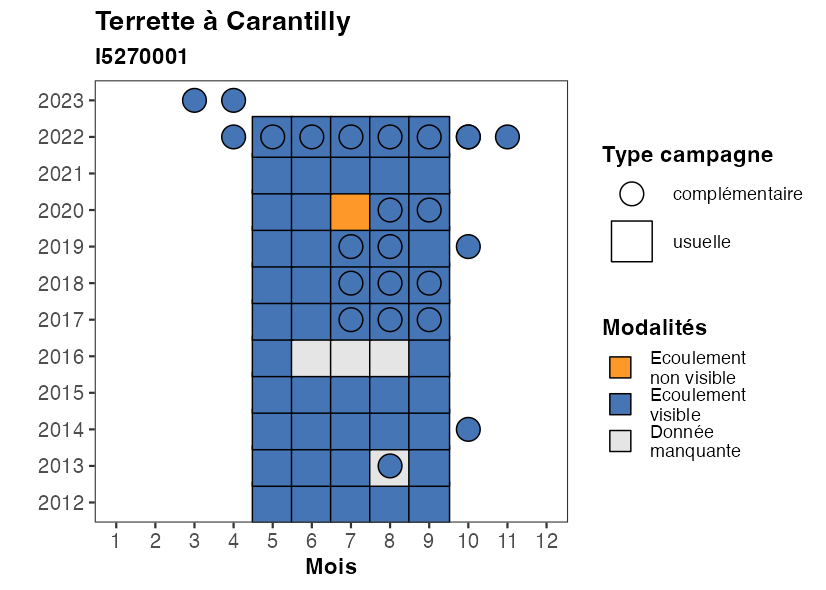 Terrette à Carantilly
I5270001
2023
2022
2021
2020
2019
2018
2017
2016
2015
2014
2013
2012
1 2 3 4 5 6 7 8 9 10 11 12
Mois
Type campagne
complémentaire
usuelle
Modalités
Ecoulement
non visible
Ecoulement
visible
Donnée
manquante